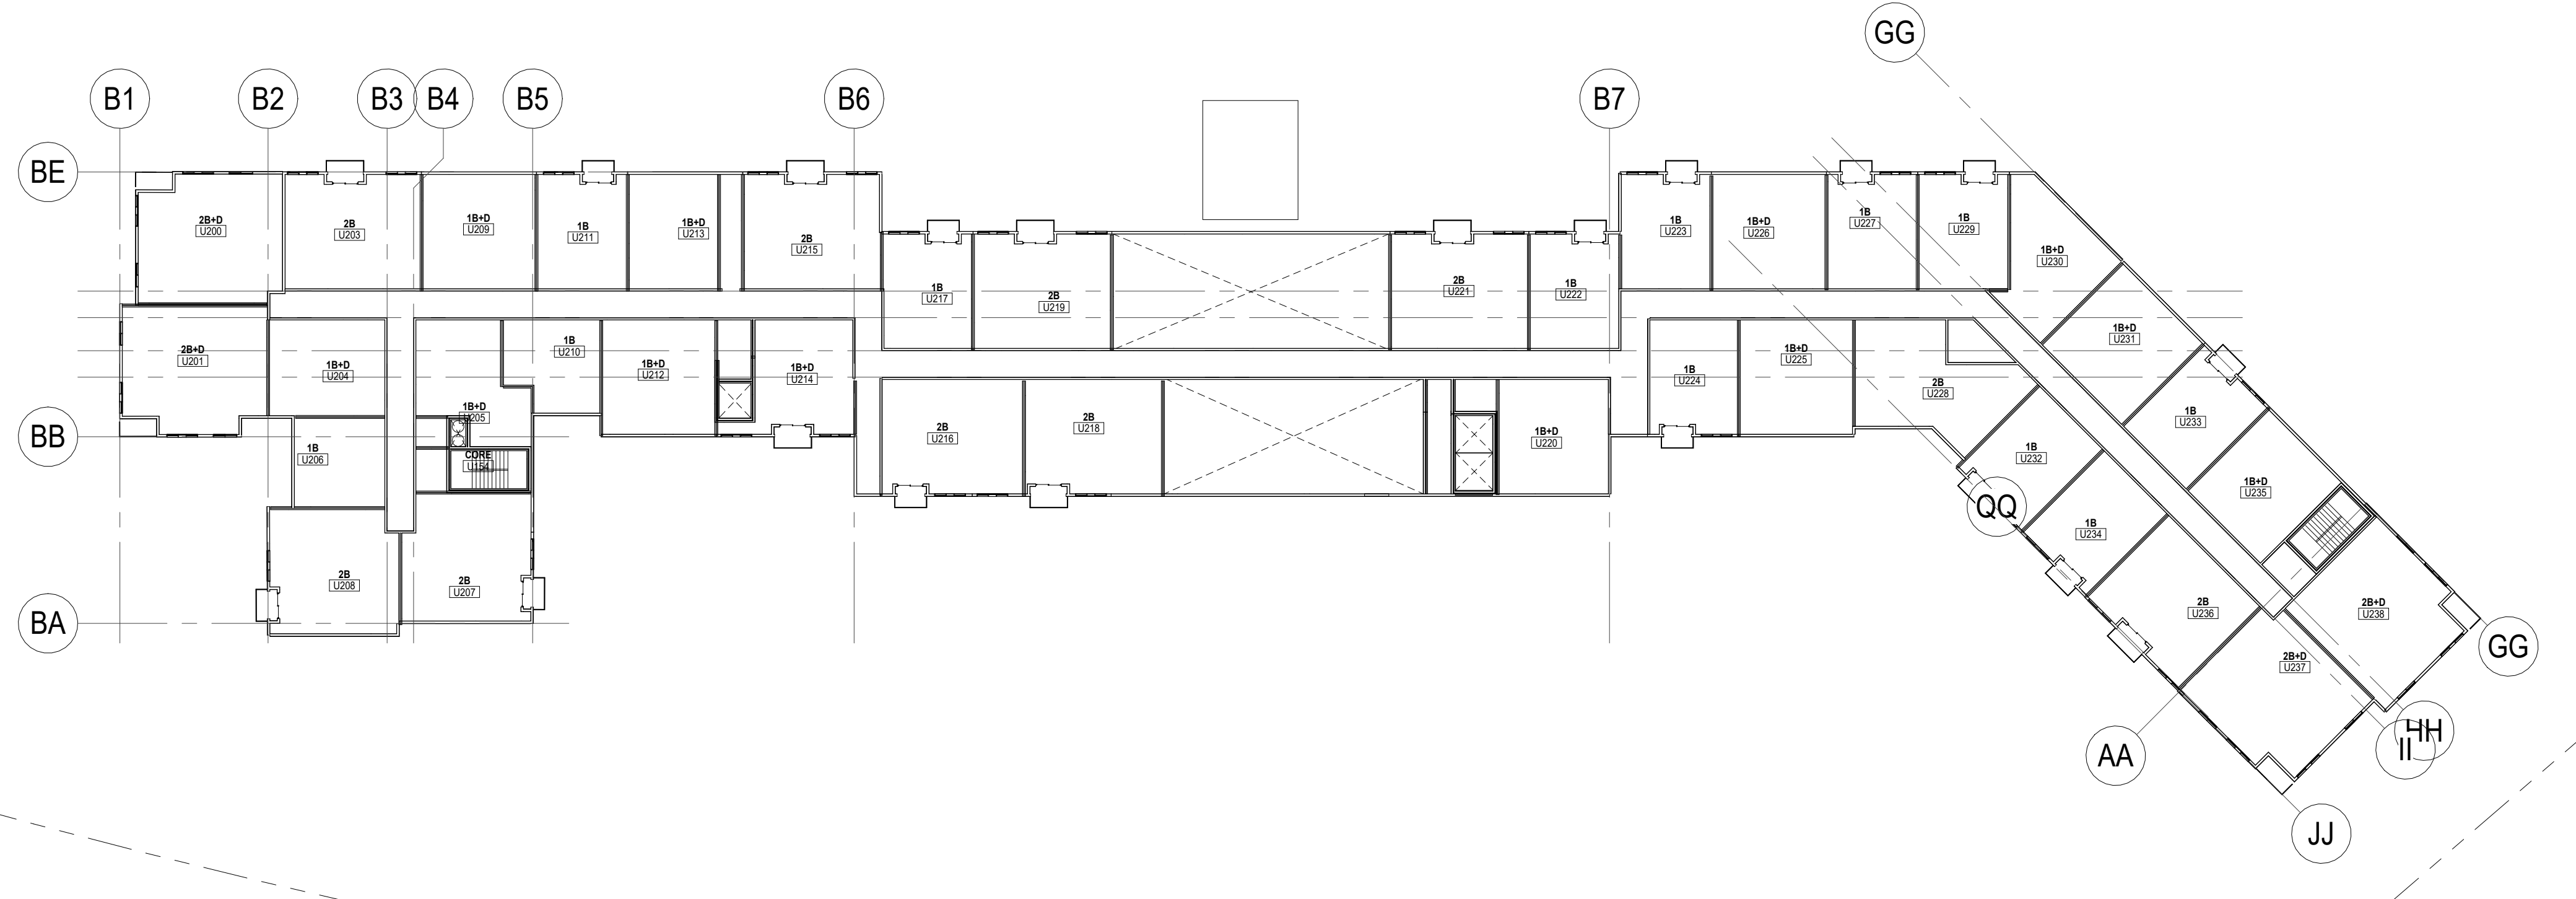 GG
B1
B2
B3
B4
B5
B6
B7
BE
2B+D
U200
2B
U203
1B+D
U209
1B
U211
1B+D
U213
2B
U215
1B
U217
2B
U219
2B
U221
1B
U222
1B
U223
1B+D
U226
1B
U227
1B
U229
1B+D
U230
2B+D
U201
1B+D
U204
1B+D
U205
1B
U210
1B+D
U212
1B+D
U214
1B
U224
1B+D
U225
2B
U228
1B+D
U231
1B
U233
BB
1B
U206
CORE
U154
2B
U216
2B
U218
1B+D
U220
1B
U232
1B+D
U235
QQ
1B
U234
2B
U208
2B
U207
BA
2B
U236
2B+D
U238
2B+D
U237
GG
HH
II
AA
JJ